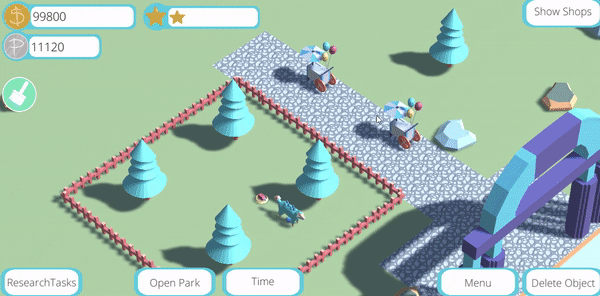 99800
Show Shops
11120
ResearchTasks
Open Park
Time
Menu
Delete Object